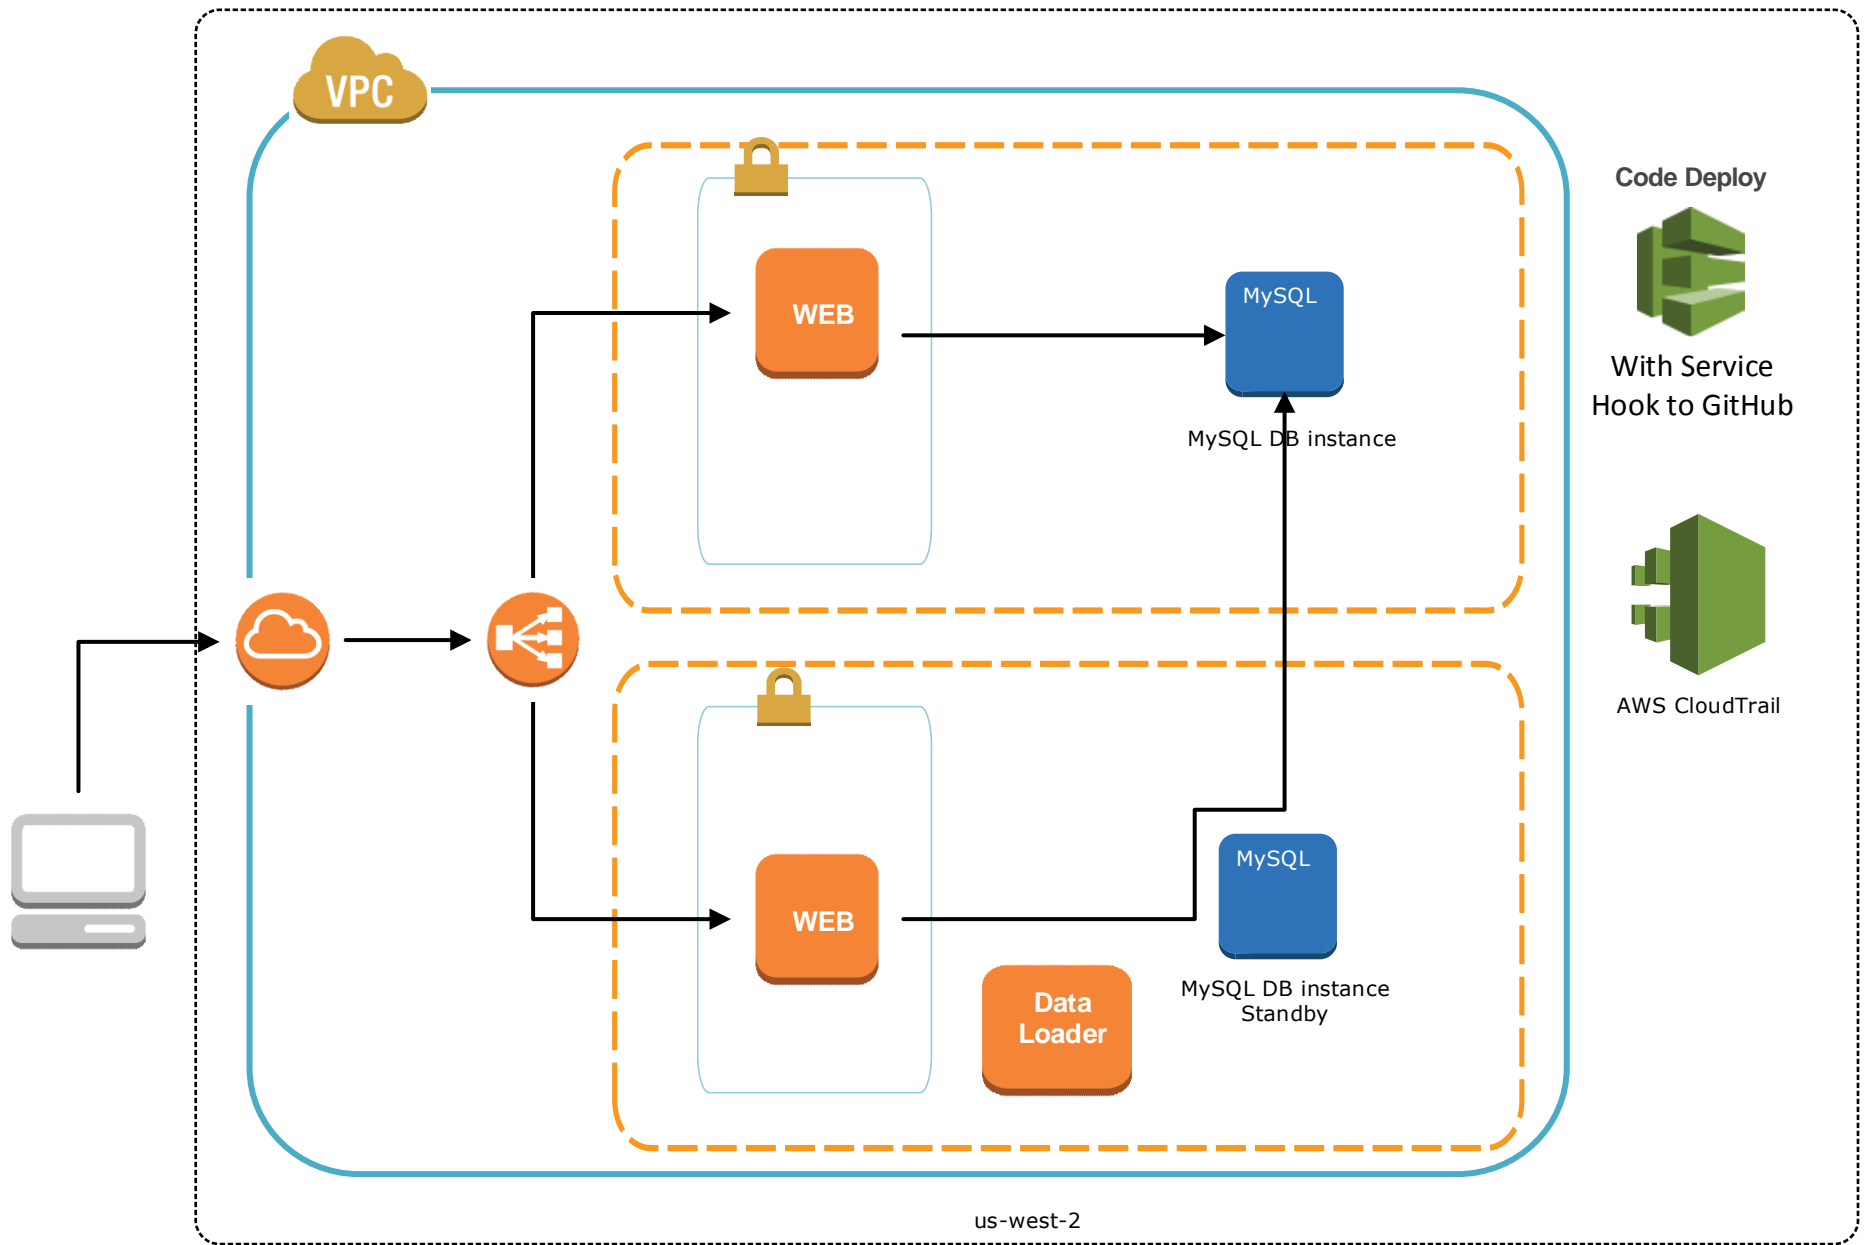 VPC
Code Deploy
WEB
MySQL
With Service
Hook to GitHub
MySQL DB instance
AWS CloudTrail
MySQL
WEB
MySQL DB instance
Standby
Data
Loader
us-west-2